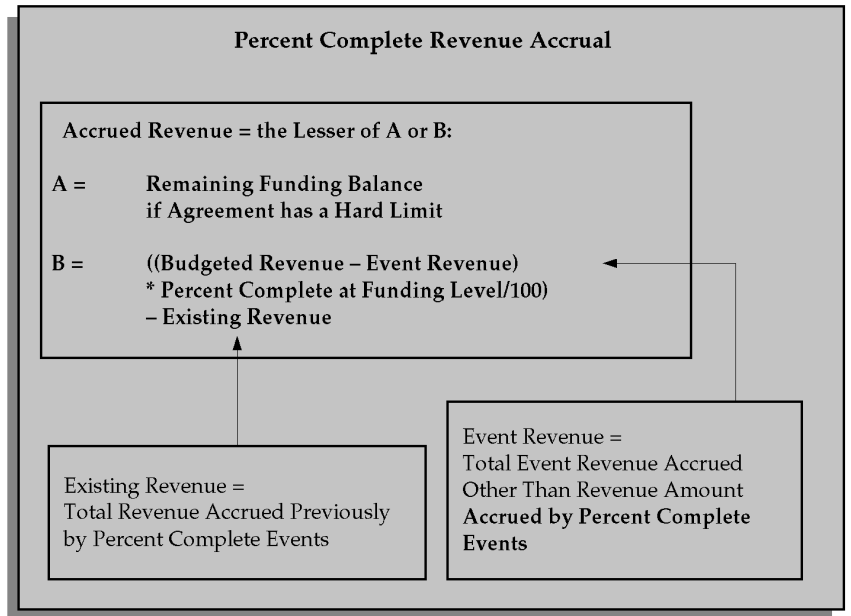 Percent Complete Revenue Accrual
Accrued Revenue = the Lesser of A or B:
A = Remaining Funding Balance
if Agreement has a Hard Limit
B = ((Budgeted Revenue – Event Revenue)
* Percent Complete at Funding Level/100)
– Existing Revenue
Existing Revenue =
Total Revenue Accrued Previously
by Percent Complete Events
Event Revenue =
Total Event Revenue Accrued
Other Than Revenue Amount
Accrued by Percent Complete
Events